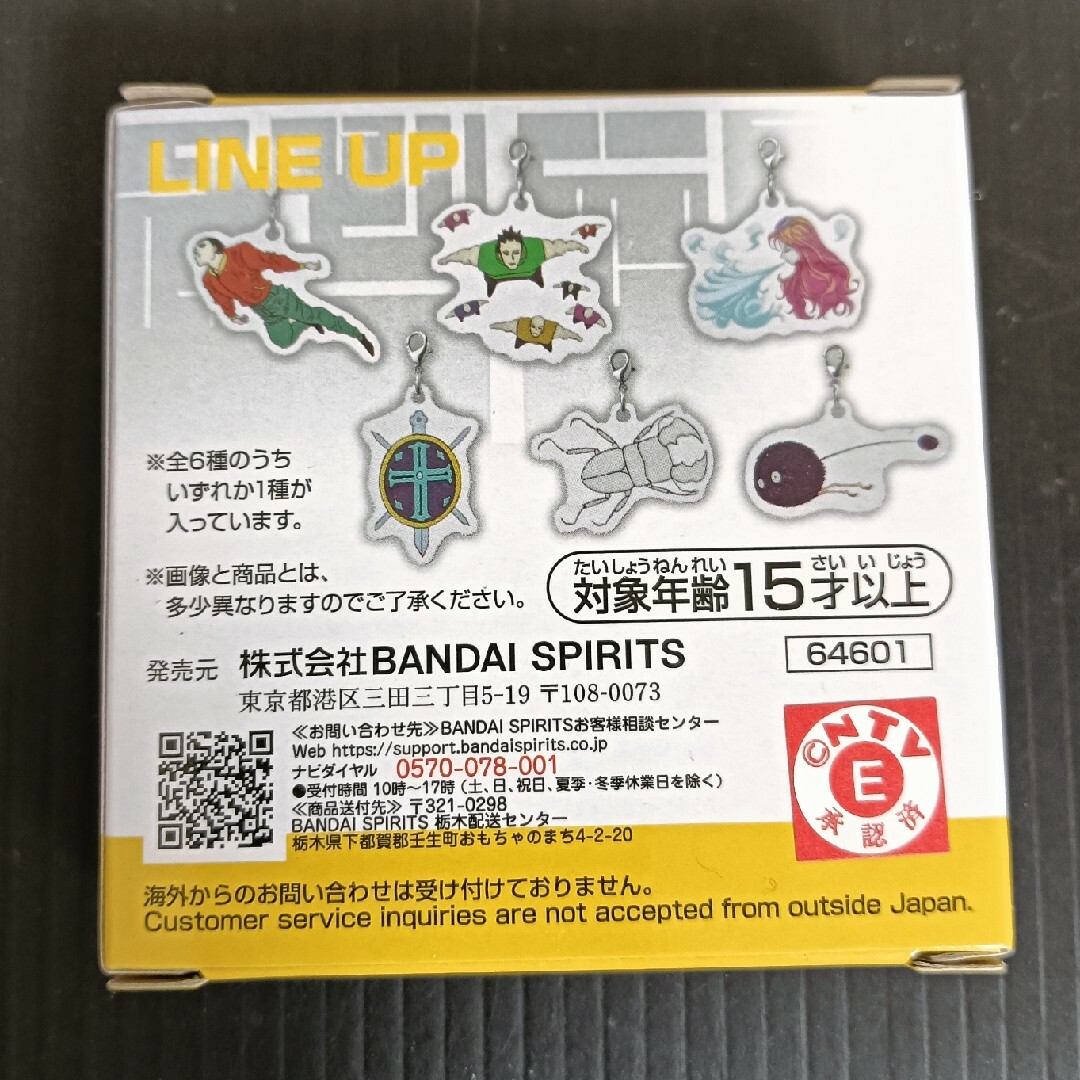 LINE UP
※全6種のうち
いずれか1種が
入っています。
※画像と商品とは、
多少異なりますのでご了承ください。
たいしょうねんれい さいいじょう
対象年齢15才以上
発売元 株式会社BANDAI SPIRITS
64601
東京都港区三田三丁目5-19 〒108-0073
≪お問い合わせ先≫BANDAI SPIRITSお客様相談センター
Web https://support.bandaispirits.co.jp
ナビダイヤル 0570-078-001
●受付時間 10時〜17時（土、日、祝日、夏季・冬季休業日を除く）
≪商品送付先≫ 〒321-0298
BANDAI SPIRITS 栃木配送センター
栃木県下都賀郡壬生町おもちゃのまち4-2-20
©NTV
E
承認済
海外からのお問い合わせは受け付けておりません。
Customer service inquiries are not accepted from outside Japan.